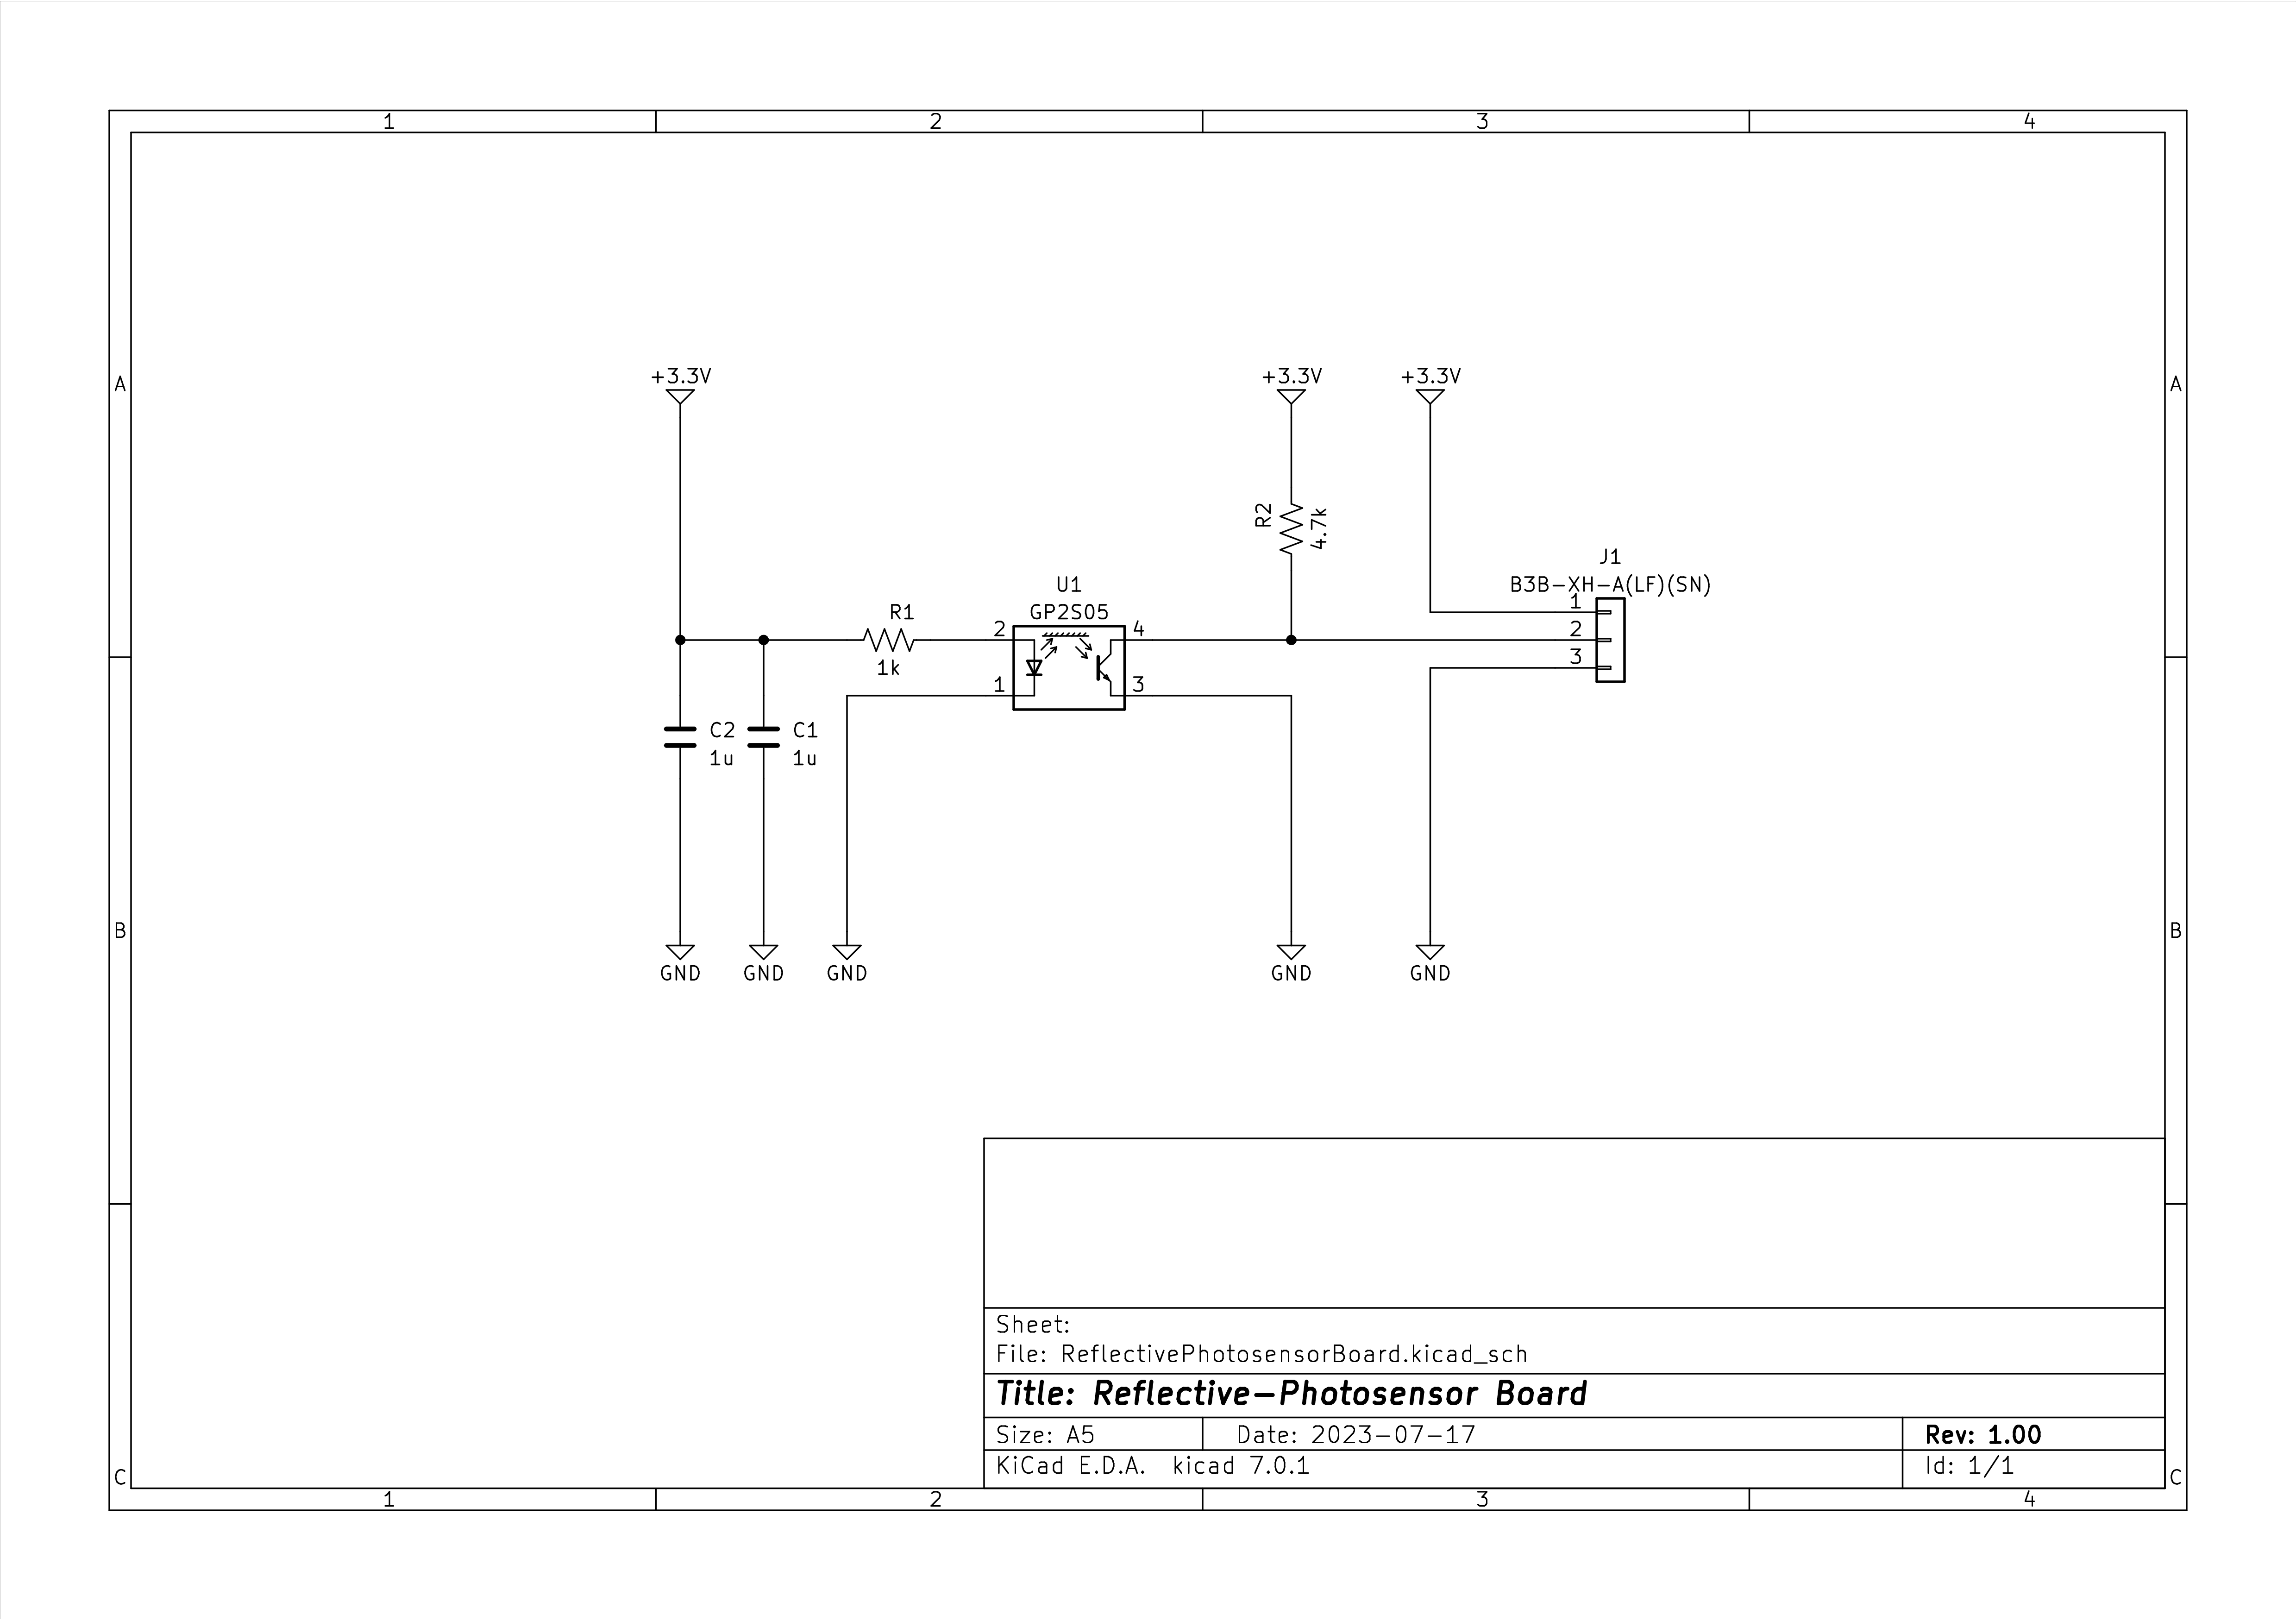 1 2 3 4
A A
+3.3V +3.3V +3.3V
R2
4.7k
J1
B3B-XH-A(LF)(SN)
U1
GP2S05
R1
1k
2 4
1 3
1
2
3
C2
1u
C1
1u
B B
GND GND GND GND GND
Sheet:
File: ReflectivePhotosensorBoard.kicad_sch
Title: Reflective-Photosensor Board
Size: A5 Date: 2023-07-17 Rev: 1.00
KiCad E.D.A. kicad 7.0.1 Id: 1/1
C C
1 2 3 4